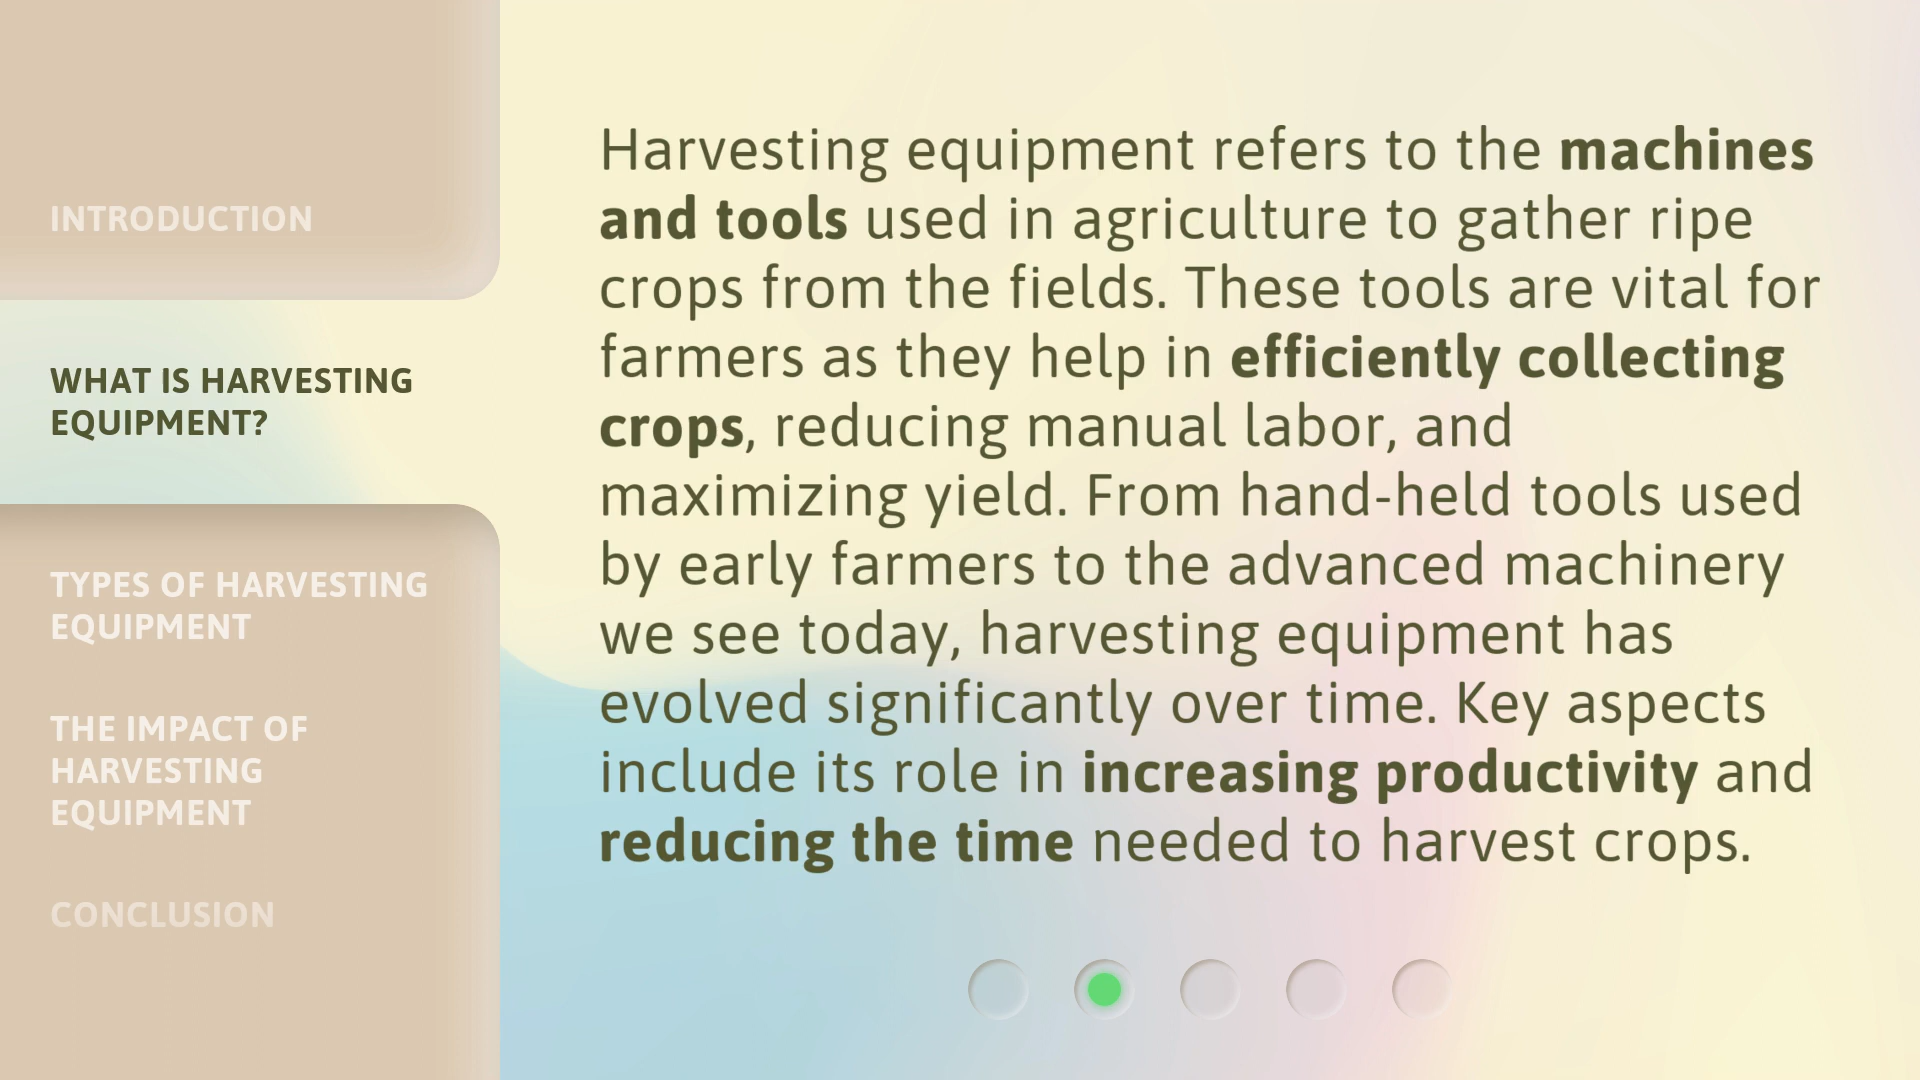 INTRODUCTION
WHAT IS HARVESTING
EQUIPMENT?
TYPES OF HARVESTING
EQUIPMENT
THE IMPACT OF
HARVESTING
EQUIPMENT
CONCLUSION
Harvesting equipment refers to the machines
and tools used in agriculture to gather ripe
crops from the fields. These tools are vital for
farmers as they help in efficiently collecting
crops, reducing manual labor, and
maximizing yield. From hand-held tools used
by early farmers to the advanced machinery
we see today, harvesting equipment has
evolved significantly over time. Key aspects
include its role in increasing productivity and
reducing the time needed to harvest crops.